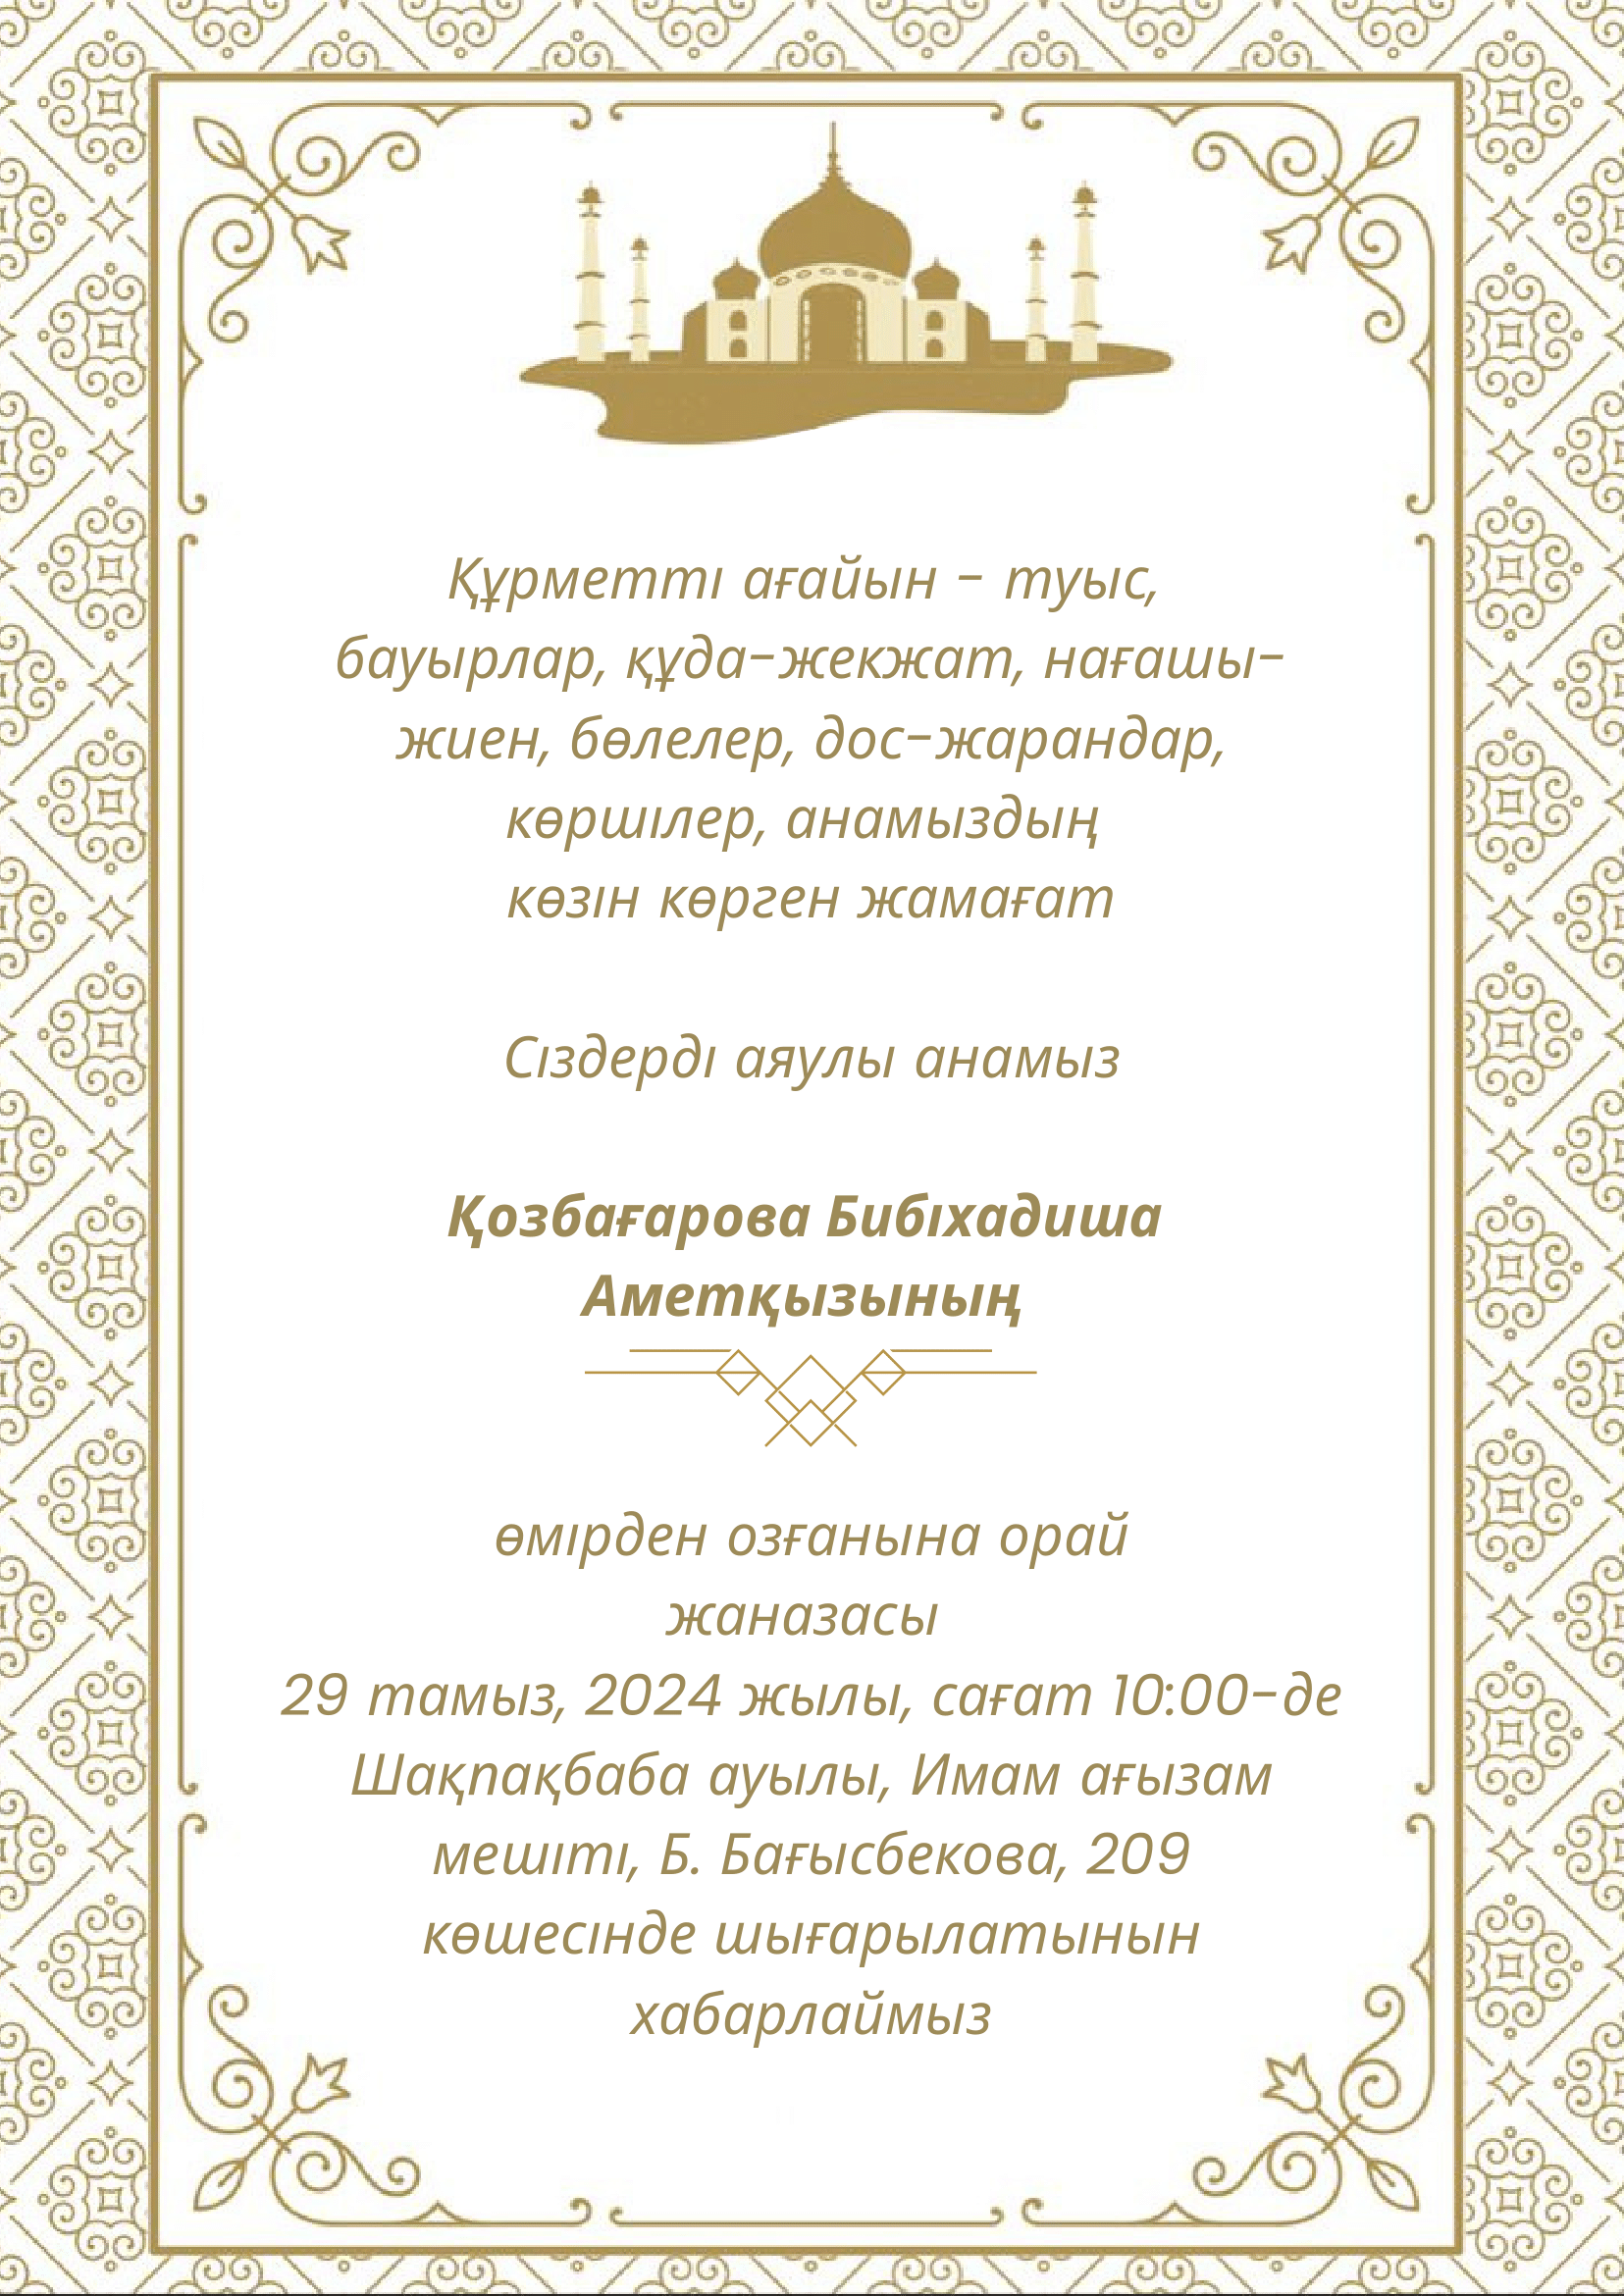 Құрметті ағайын - туыс,
бауырлар, құда-жекжат, нағашы-
жиен, бөлелер, дос-жарандар,
көршілер, анамыздың
көзін көрген жамағат
Сіздерді аяулы анамыз
Қозбағарова Бибіхадиша
Аметқызының
өмірден озғанына орай
жаназасы
29 тамыз, 2024 жылы, сағат 10:00-де
Шақпақбаба ауылы, Имам ағызам
мешіті, Б. Бағысбекова, 209
көшесінде шығарылатынын
хабарлаймыз